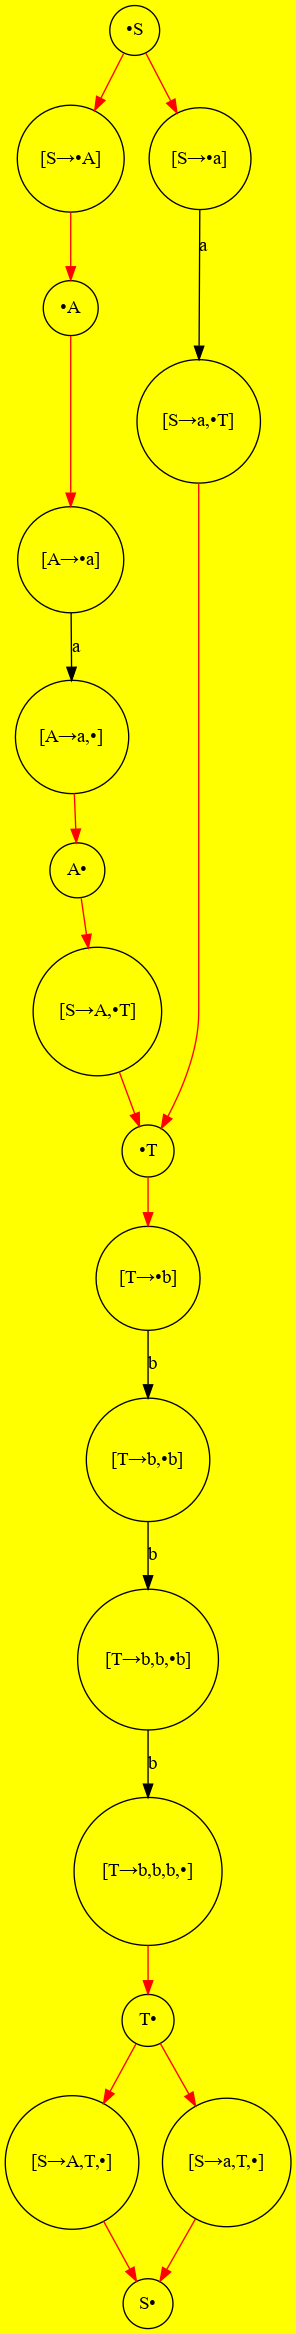 •S
[S→•A]
[S→•a]
a
•A
[S→a,•T]
[A→•a]
a
[A→a,•]
A•
[S→A,•T]
•T
[T→•b]
b
[T→b,•b]
b
[T→b,b,•b]
b
[T→b,b,b,•]
T•
[S→A,T,•]
[S→a,T,•]
S•